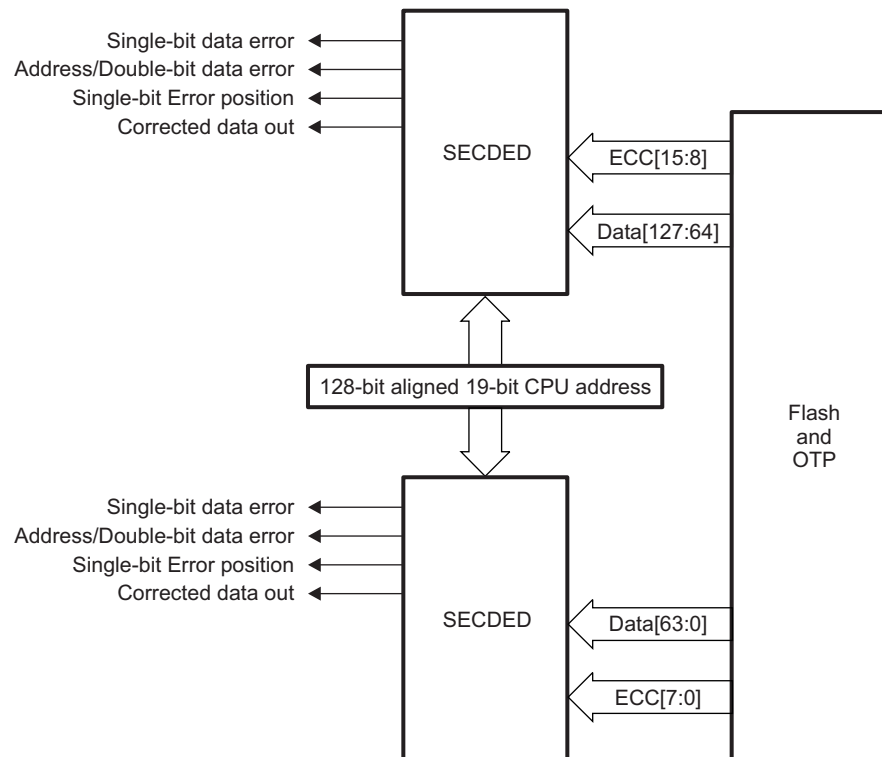 Single-bit data error
Address/Double-bit data error
Single-bit Error position
Corrected data out
SECDED
ECC[15:8]
Data[127:64]
128-bit aligned 19-bit CPU address
Flash
and
OTP
Single-bit data error
Address/Double-bit data error
Single-bit Error position
Corrected data out
SECDED
Data[63:0]
ECC[7:0]